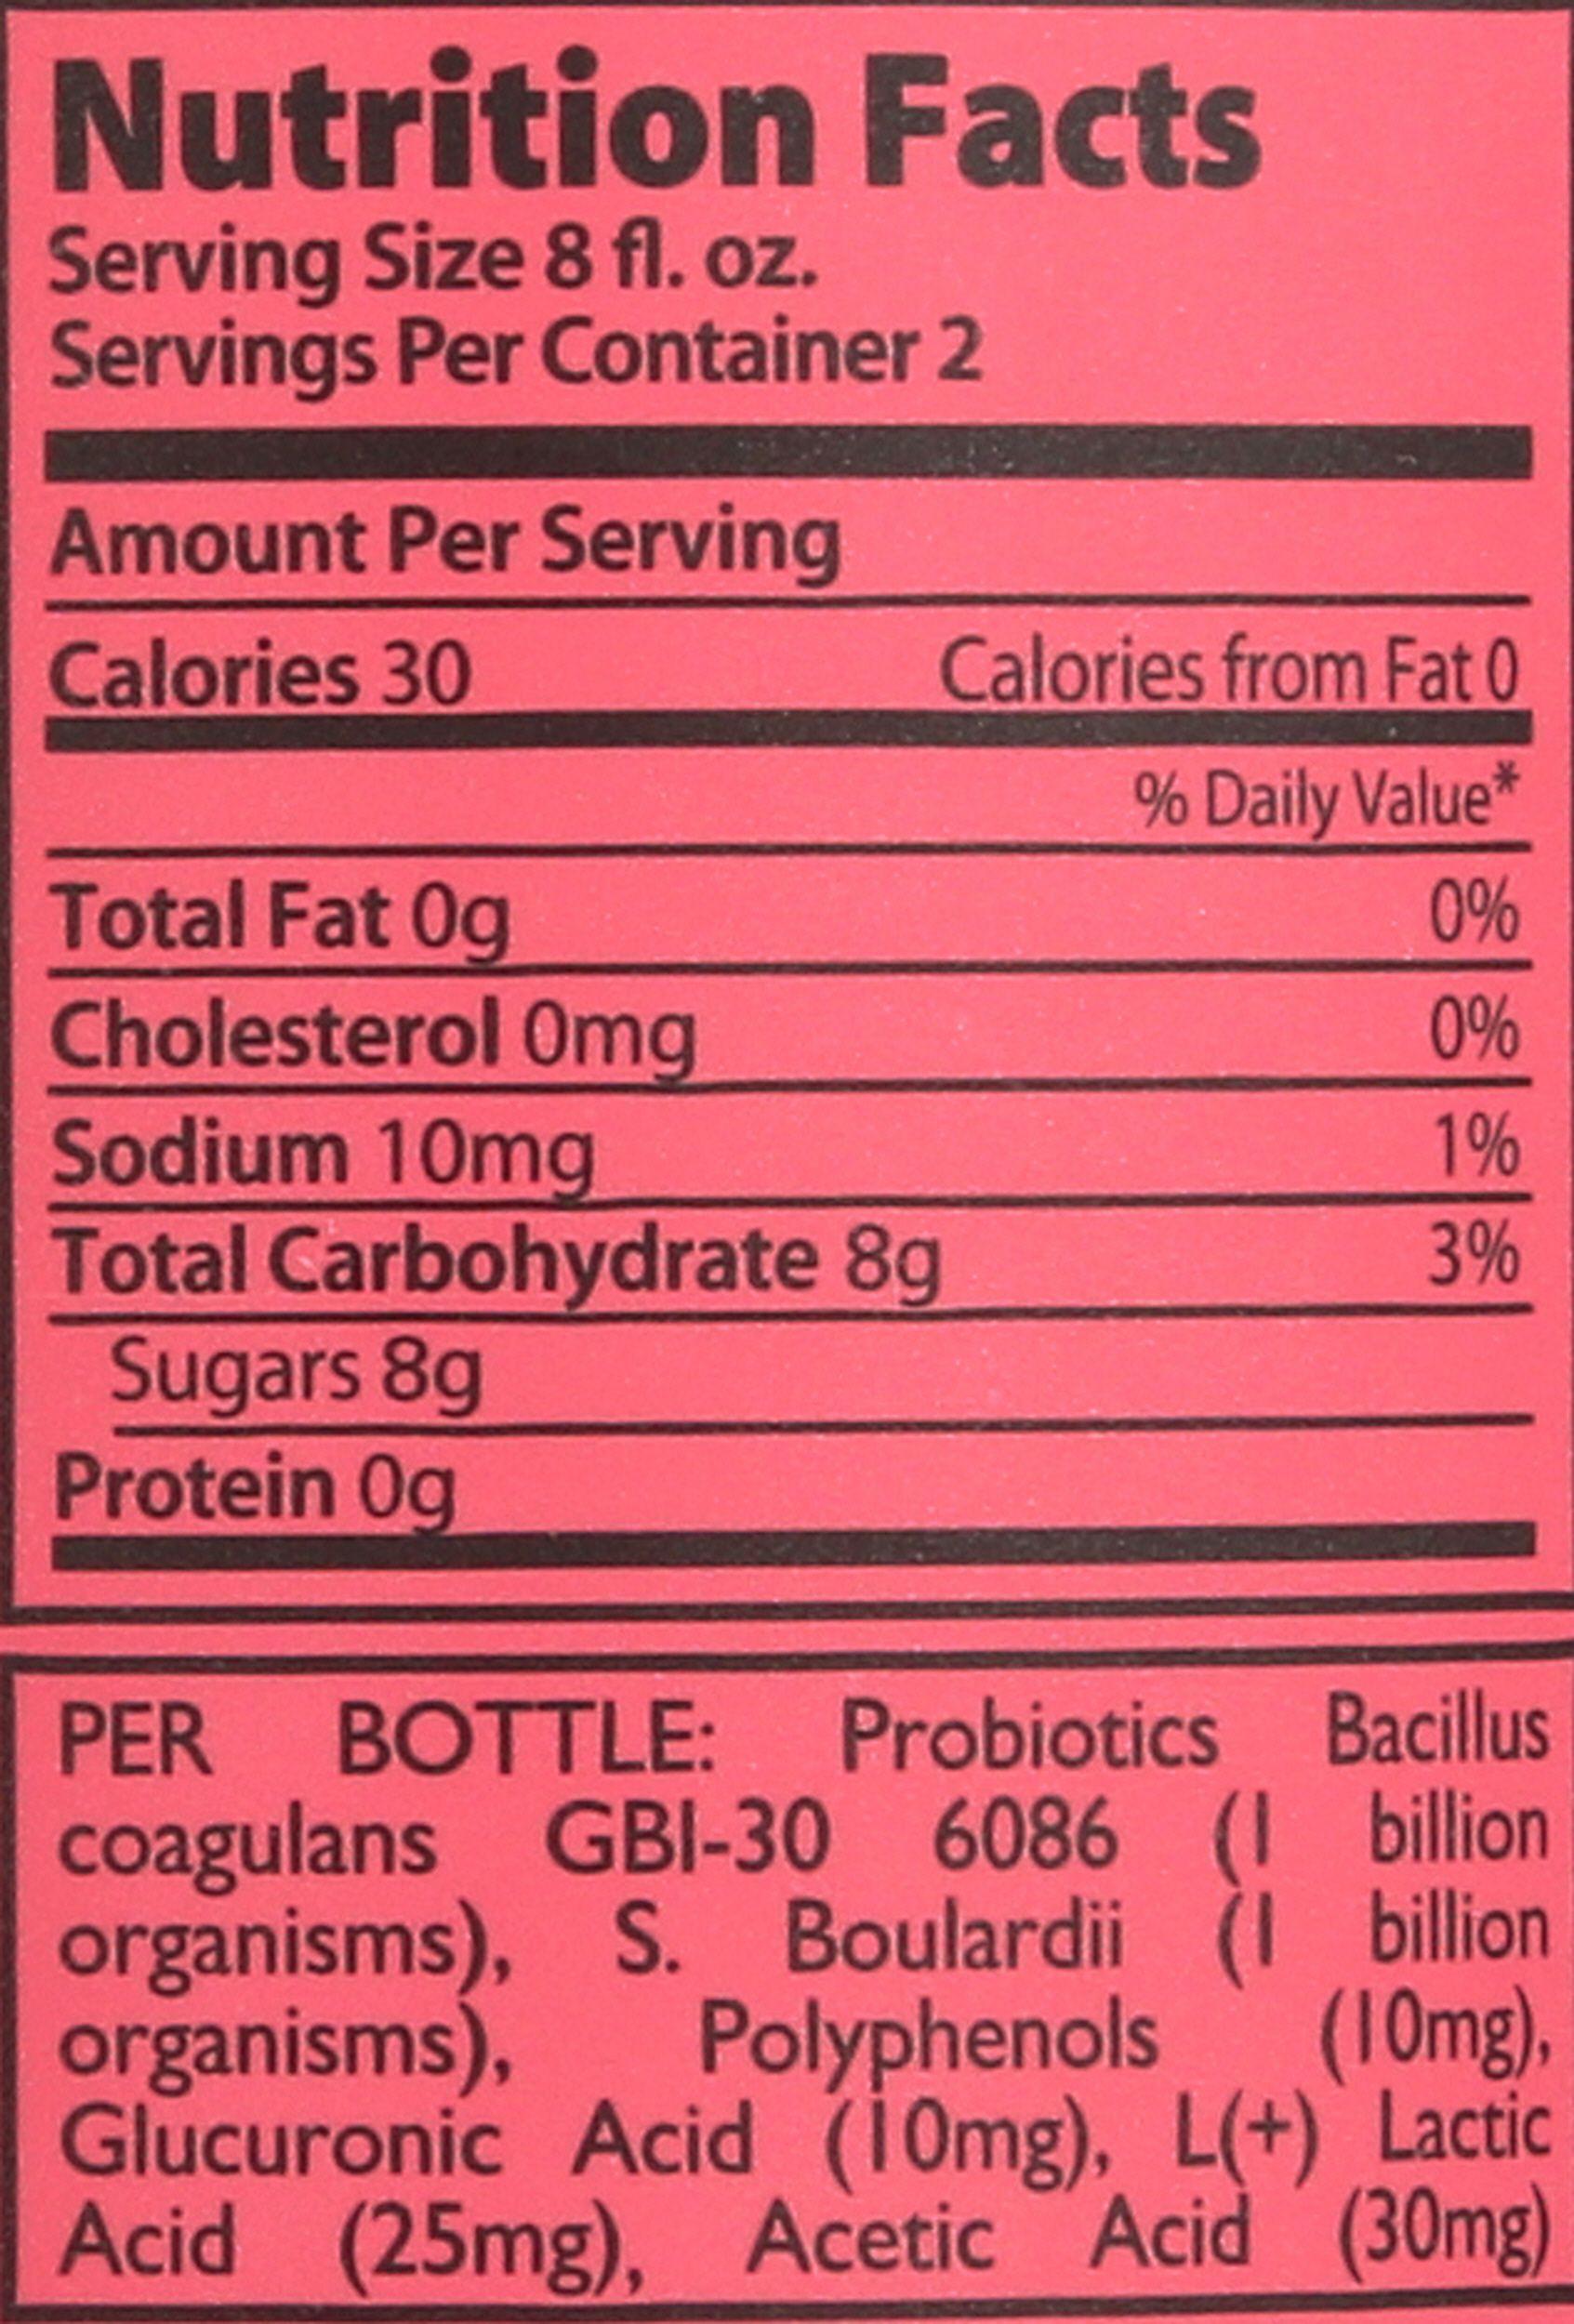 Nutrition Facts
Serving Size 8 fl. oz.
Servings Per Container 2
Amount Per Serving
Calories 30 Calories from Fat 0
% Daily Value*
Total Fat 0g 0%
Cholesterol 0mg 0%
Sodium 10mg 1%
Total Carbohydrate 8g 3%
Sugars 8g
Protein 0g
PER BOTTLE: Probiotics Bacillus
coagulans GBI-30 6086 (1 billion
organisms), S. Boulardii (1 billion
organisms), Polyphenols (10mg),
Glucuronic Acid (10mg), L(+) Lactic
Acid (25mg), Acetic Acid (30mg)